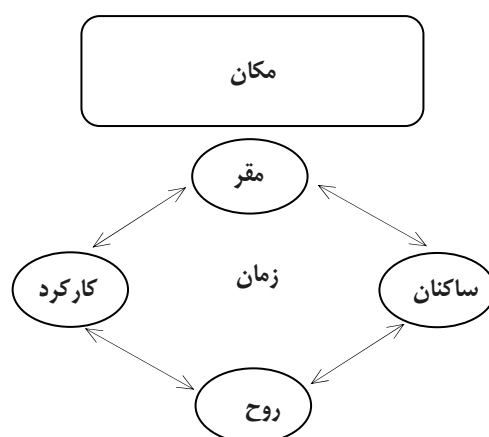 مکان
مقر
ساکنان
زمان
کارکرد
روح